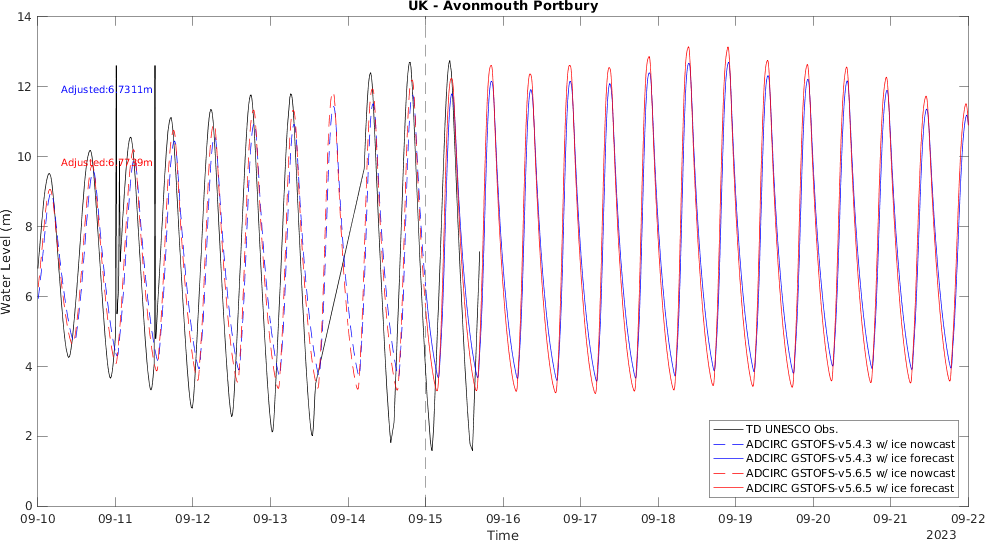 UK - Avonmouth Portbury
Water Level (m)
14
12
10
8
6
4
2
0
Adjusted:6.7311m
Adjusted:6.7739m
TD UNESCO Obs.
ADCIRC GSTOFS-v5.4.3 w/ ice nowcast
ADCIRC GSTOFS-v5.4.3 w/ ice forecast
ADCIRC GSTOFS-v5.6.5 w/ ice nowcast
ADCIRC GSTOFS-v5.6.5 w/ ice forecast
09-10 09-11 09-12 09-13 09-14 09-15 09-16 09-17 09-18 09-19 09-20 09-21 09-22
Time
2023